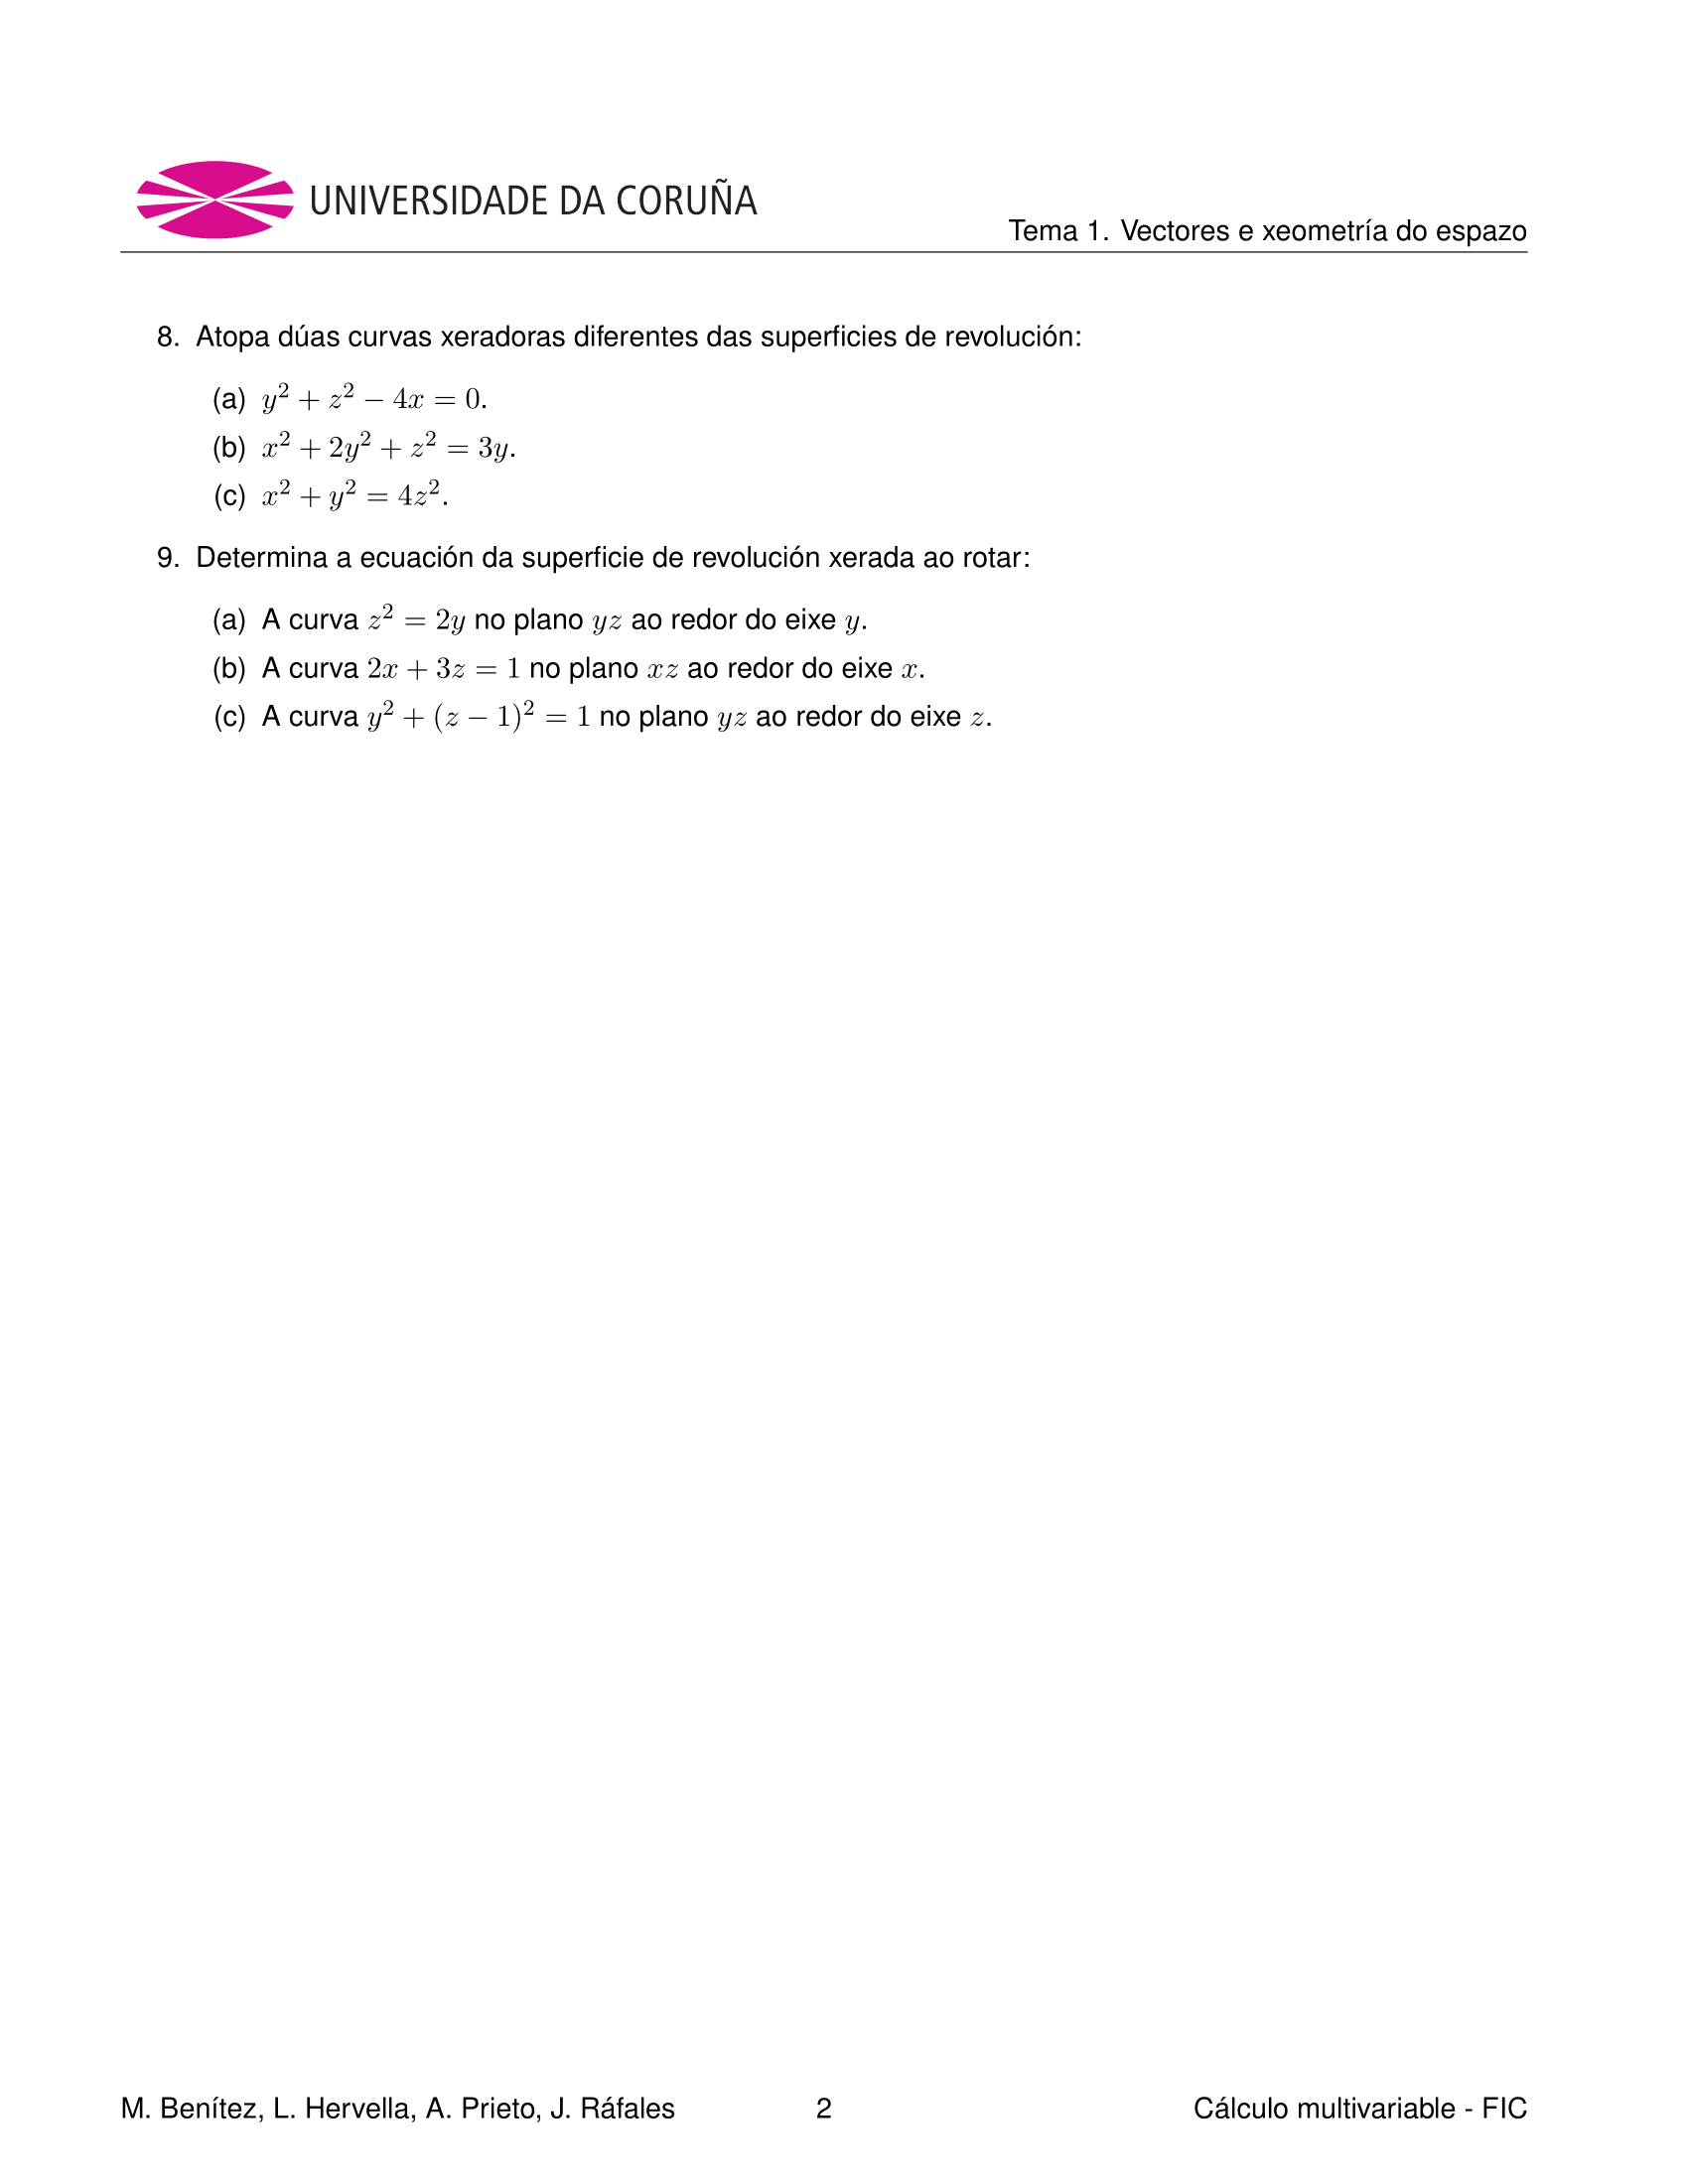 UNIVERSIDADE DA CORUÑA
Tema 1. Vectores e xeometría do espazo
8. Atopa dúas curvas xeradoras diferentes das superficies de revolución:
(a) $y^2 + z^2 - 4x = 0$.
(b) $x^2 + 2y^2 + z^2 = 3y$.
(c) $x^2 + y^2 = 4z^2$.
9. Determina a ecuación da superficie de revolución xerada ao rotar:
(a) A curva $z^2 = 2y$ no plano $yz$ ao redor do eixe $y$.
(b) A curva $2x + 3z = 1$ no plano $xz$ ao redor do eixe $x$.
(c) A curva $y^2 + (z - 1)^2 = 1$ no plano $yz$ ao redor do eixe $z$.
M. Benítez, L. Hervella, A. Prieto, J. Ráfales 2 Cálculo multivariable - FIC